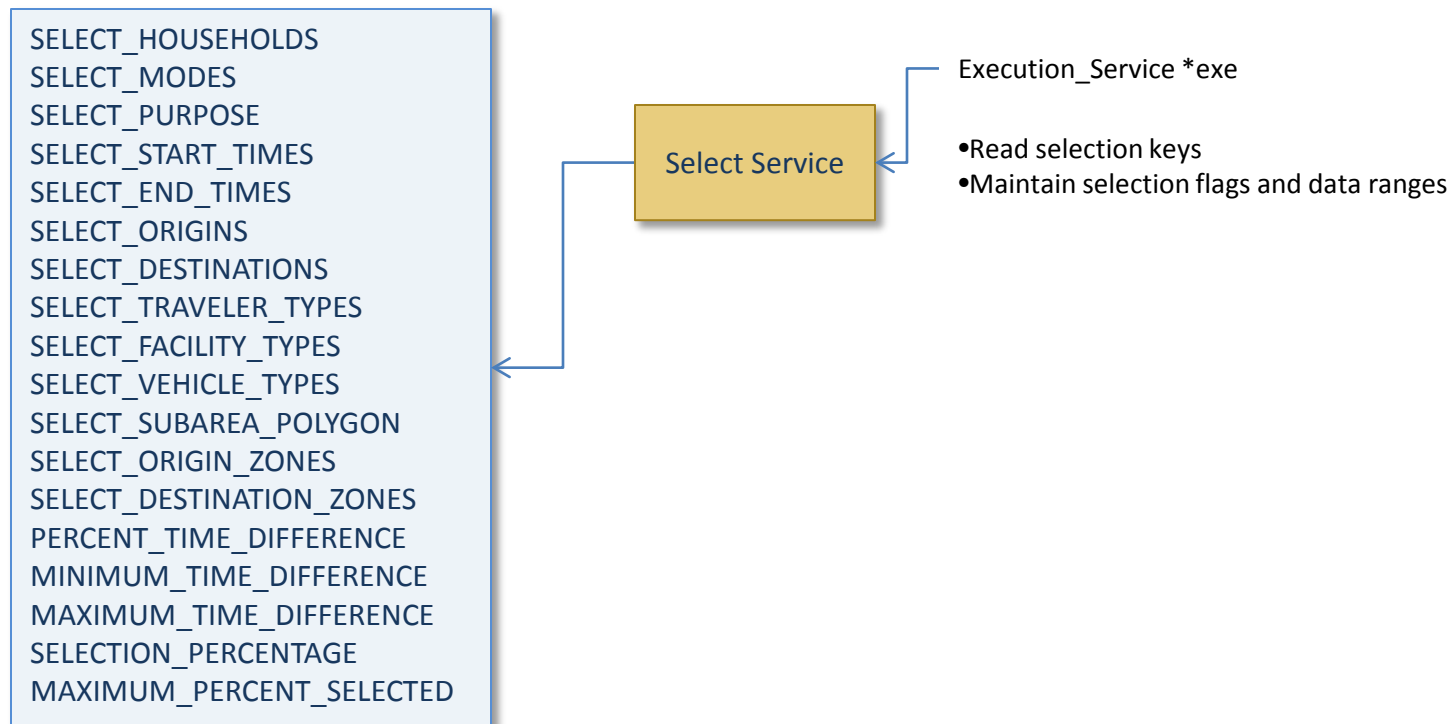 SELECT_HOUSEHOLDS
SELECT_MODES
SELECT_PURPOSE
SELECT_START_TIMES
SELECT_END_TIMES
SELECT_ORIGINS
SELECT_DESTINATIONS
SELECT_TRAVELER_TYPES
SELECT_FACILITY_TYPES
SELECT_VEHICLE_TYPES
SELECT_SUBAREA_POLYGON
SELECT_ORIGIN_ZONES
SELECT_DESTINATION_ZONES
PERCENT_TIME_DIFFERENCE
MINIMUM_TIME_DIFFERENCE
MAXIMUM_TIME_DIFFERENCE
SELECTION_PERCENTAGE
MAXIMUM_PERCENT_SELECTED
Select Service
Execution_Service *exe
•Read selection keys
•Maintain selection flags and data ranges